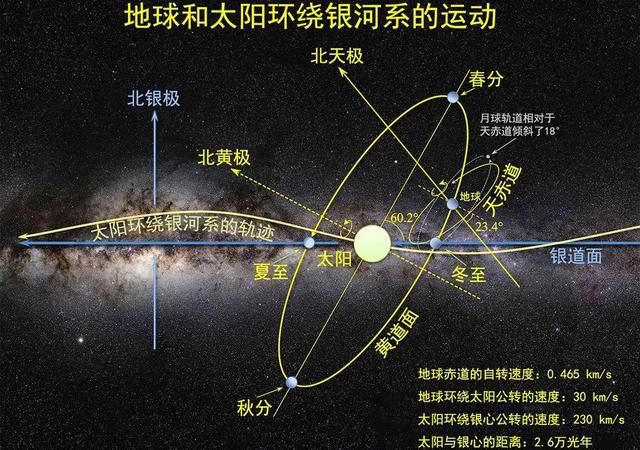 地球和太阳环绕银河系的运动
北天极
春分
北银极
月球轨道相对于
天赤道倾斜了18°
北黄极
地球
天赤道
60.2°
23.4°
太阳环绕银河系的轨迹
夏至
太阳
冬至
银道面
黄道面
秋分
地球赤道的自转速度：0.465 km/s
地球环绕太阳公转的速度：30 km/s
太阳环绕银心公转的速度：230 km/s
太阳与银心的距离：2.6万光年